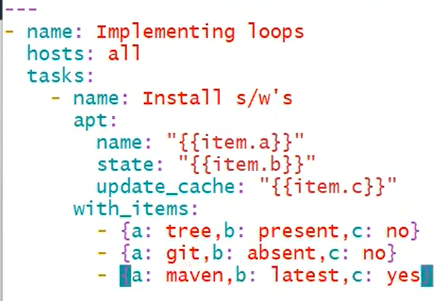 ---
- name: Implementing loops
  hosts: all
  tasks:
    - name: Install s/w's
      apt:
        name: "{{item.a}}"
        state: "{{item.b}}"
        update_cache: "{{item.c}}"
      with_items:
        - {a: tree,b: present,c: no}
        - {a: git,b: absent,c: no}
        - {a: maven,b: latest,c: yes}